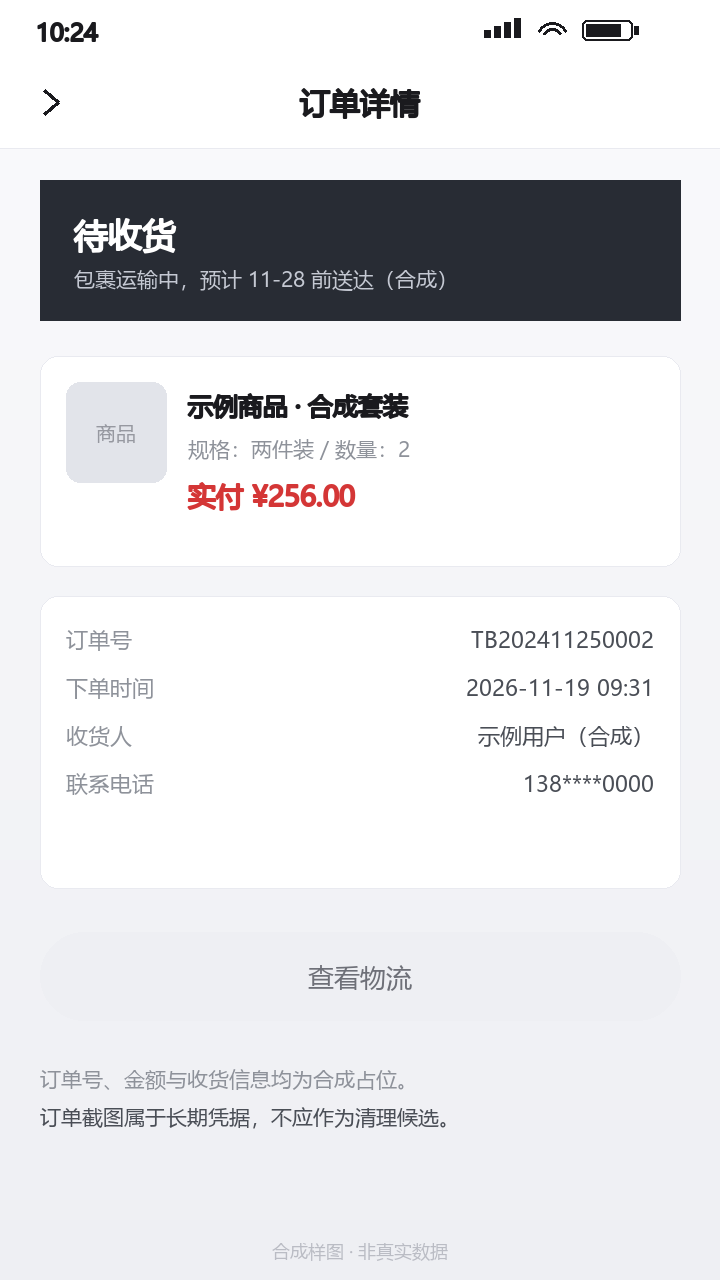 10:24
订单详情
待收货
包裹运输中，预计 11-28 前送达（合成）
商品
示例商品 · 合成套装
规格：两件装 / 数量：2
实付 ¥256.00
订单号 TB202411250002
下单时间 2026-11-19 09:31
收货人 示例用户（合成）
联系电话 138****0000
查看物流
订单号、金额与收货信息均为合成占位。
订单截图属于长期凭据，不应作为清理候选。
合成样图 · 非真实数据